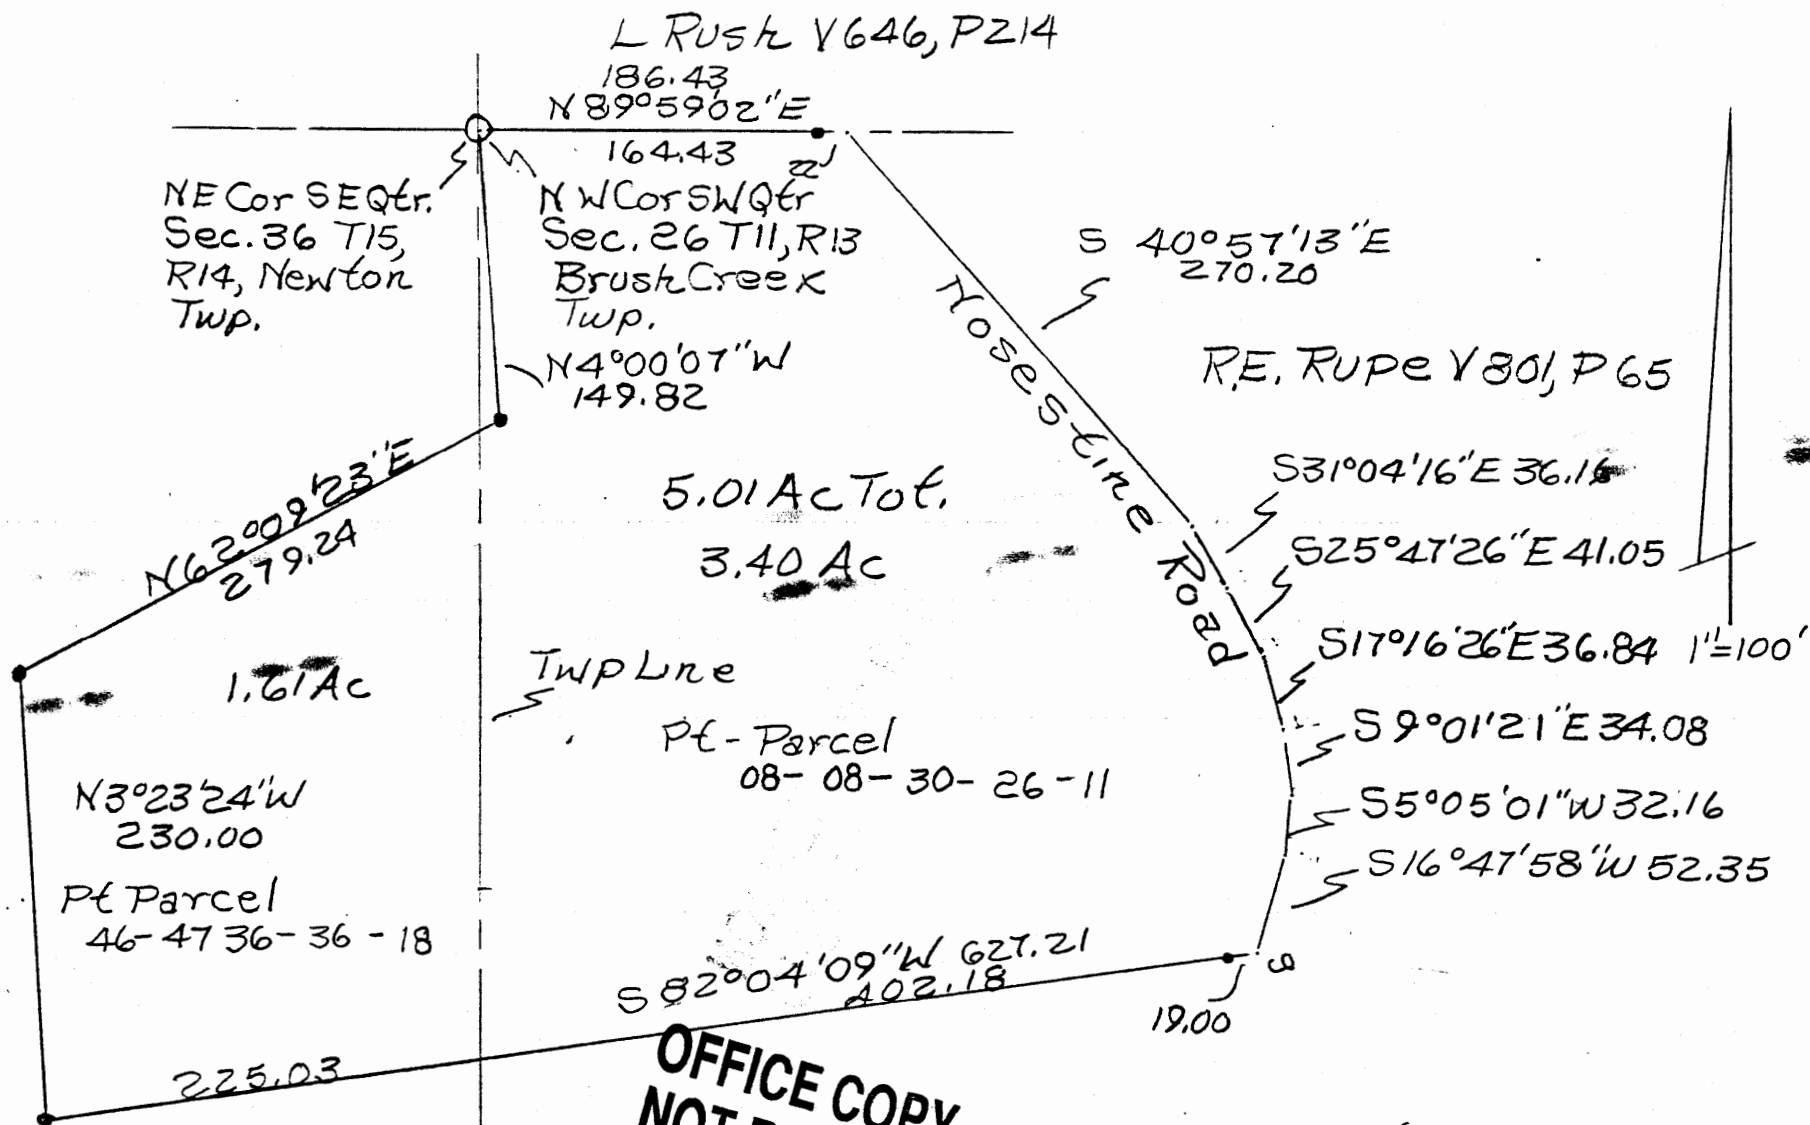 L Rush V646, P214
186.43
N 89°59'02"E
164.43
22
NE Cor SEQtr.
Sec. 36 T15,
R14, Newton
Twp.
NW Cor SW Qtr
Sec. 26 T11, R13
Brush Creek
Twp.
N4°00'07"W
149.82
S 40°57'13"E
270.20
R.E. Rupe V801, P65
Road
N62°09'23"E
279.24
5.01 Ac Tot.
3.40 Ac
S31°04'16"E 36.16
S25°47'26"E 41.05
S17°16'26"E 36.84
1"=100'
S9°01'21"E 34.08
S5°05'01"W 32.16
S16°47'58"W 52.35
1.61 Ac
Twp Line
Pt-Parcel
08-08-30-26-11
N3°23'24"W
230.00
Pt Parcel
46-47 36-36-18
S 82°04'09"W 627.21
402.18
19.00
225.03
OFFICE COPY
NOT